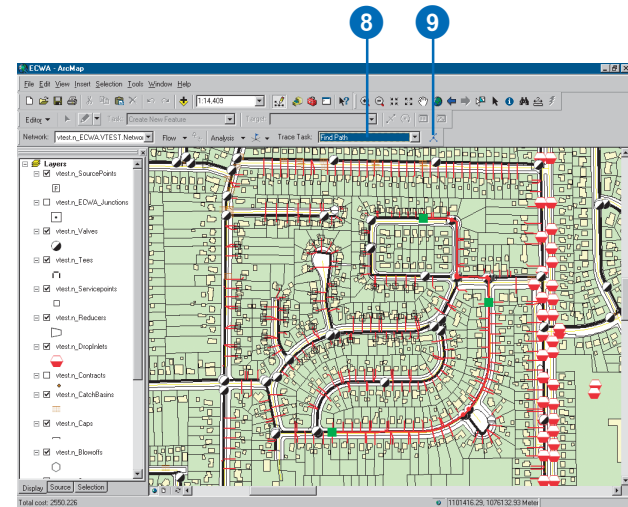 8 9
ECWA - ArcMap
File Edit View Insert Selection Tools Window Help
1:14,409
Editor Task: Create New Feature Target:
Network: vtest.n_ECWA.VTEST.Networ Flow Analysis Trace Task: Find Path
Layers
vtest.n_SourcePoints
P
vtest.n_ECWA_Junctions
vtest.n_Valves
vtest.n_Tees
vtest.n_Servicepoints
vtest.n_Reducers
vtest.n_DropInlets
vtest.n_Contracts
vtest.n_CatchBasins
vtest.n_Caps
vtest.n_Blowoffs
Display Source Selection
Total cost: 2550.226
1101416.29, 1076132.93 Meter